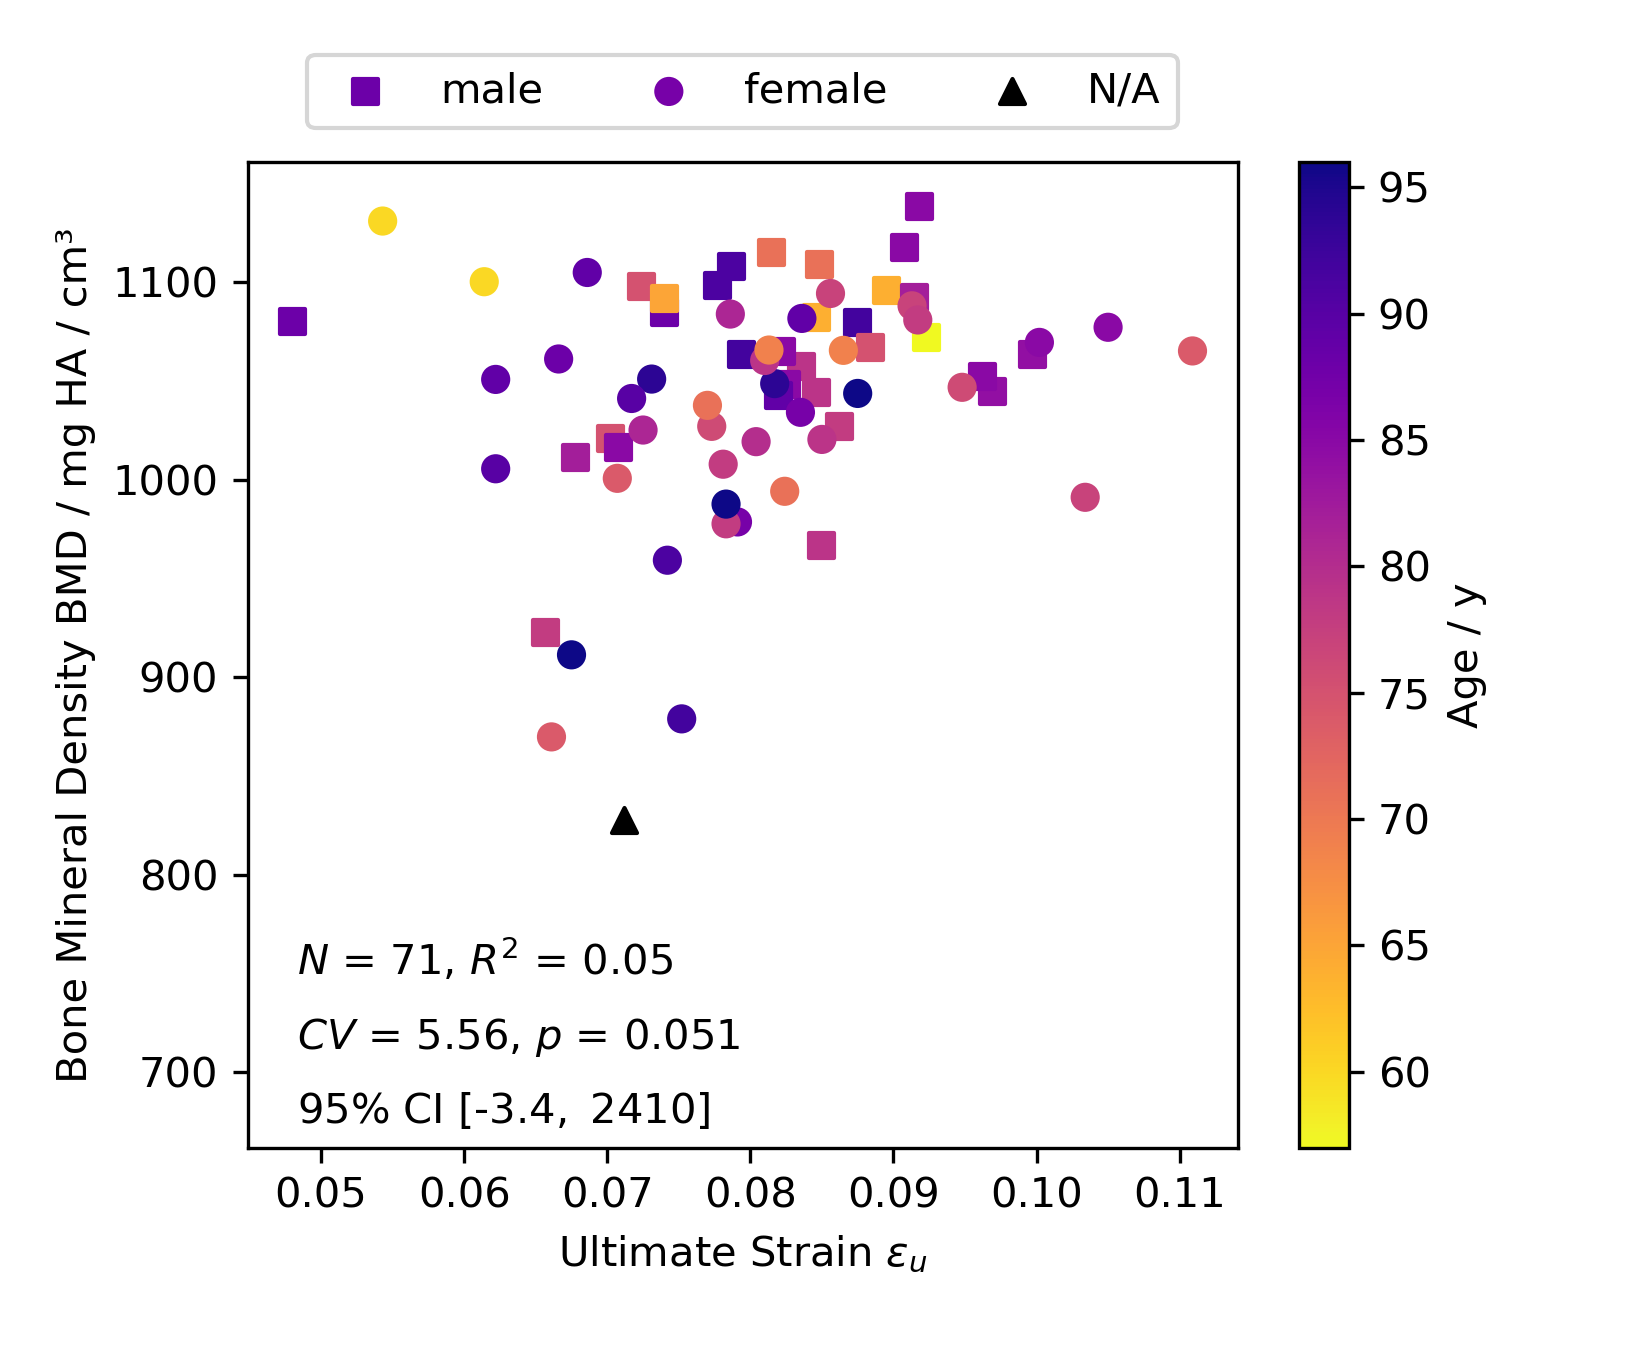 male female N/A
Bone Mineral Density BMD / mg HA / cm³
1100
1000
900
800
700
N = 71, R² = 0.05
CV = 5.56, p = 0.051
95% CI [-3.4, 2410]
0.05 0.06 0.07 0.08 0.09 0.10 0.11
Ultimate Strain εᵤ
95
90
85
80
75
70
65
60
Age / y